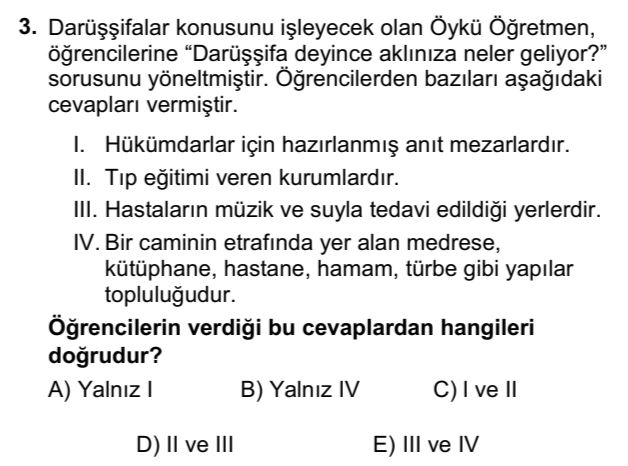 3. Darüşşifalar konusunu işleyecek olan Öykü Öğretmen,
öğrencilerine “Darüşşifa deyince aklınıza neler geliyor?”
sorusunu yöneltmiştir. Öğrencilerden bazıları aşağıdaki
cevapları vermiştir.
I. Hükümdarlar için hazırlanmış anıt mezarlardır.
II. Tıp eğitimi veren kurumlardır.
III. Hastaların müzik ve suyla tedavi edildiği yerlerdir.
IV. Bir caminin etrafında yer alan medrese,
kütüphane, hastane, hamam, türbe gibi yapılar
topluluğudur.
Öğrencilerin verdiği bu cevaplardan hangileri
doğrudur?
A) Yalnız I B) Yalnız IV C) I ve II
D) II ve III E) III ve IV